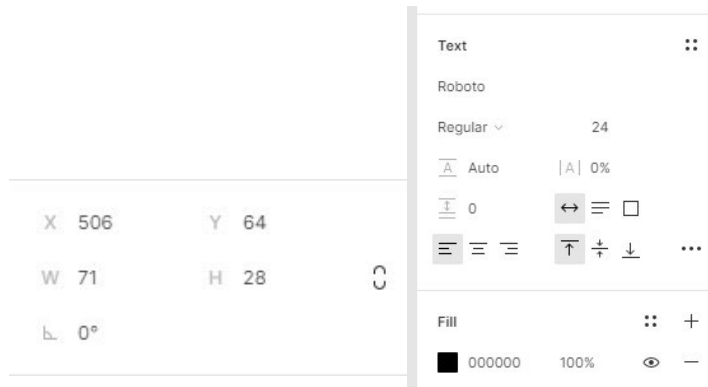 X 506 Y 64
W 71 H 28
0°
Text
Roboto
Regular 24
A Auto |A| 0%
0
Fill
000000 100%